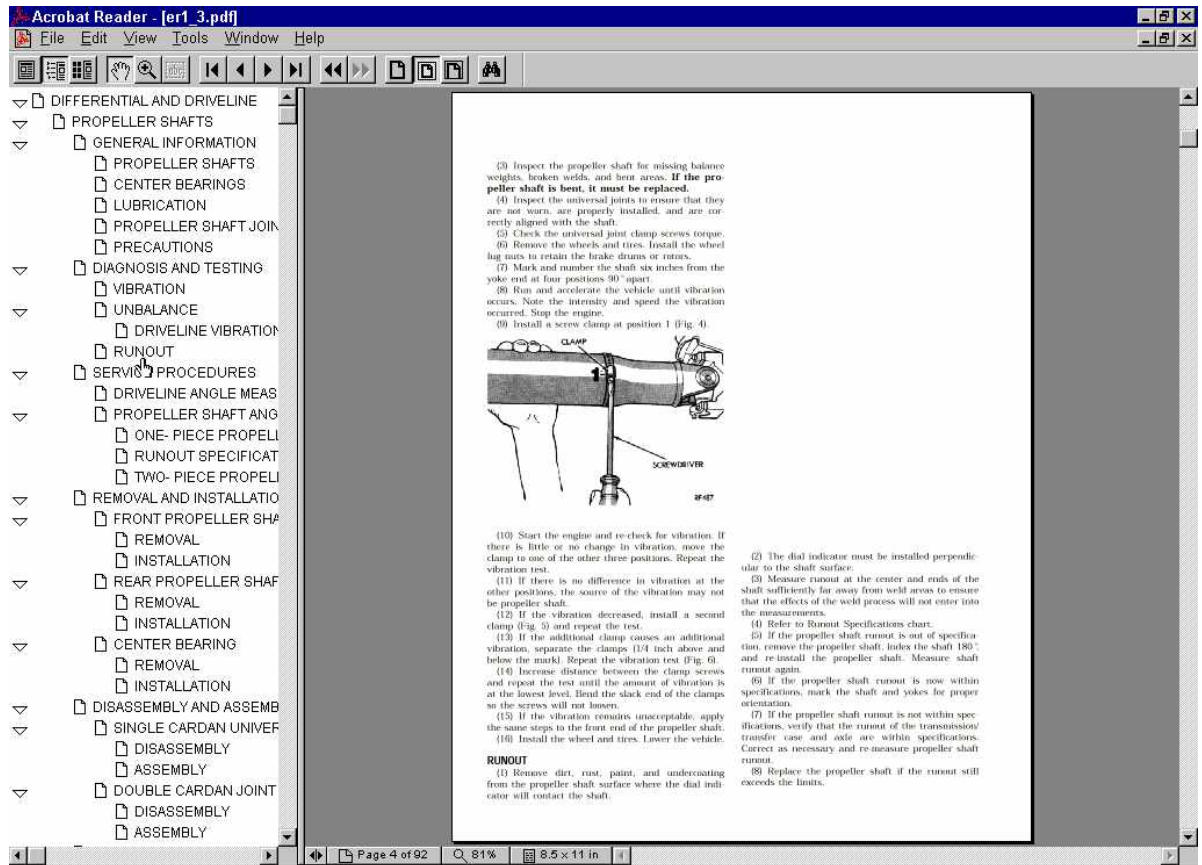 Acrobat Reader - [er1_3.pdf]
File Edit View Tools Window Help
DIFFERENTIAL AND DRIVELINE
PROPELLER SHAFTS
GENERAL INFORMATION
PROPELLER SHAFTS
CENTER BEARINGS
LUBRICATION
PROPELLER SHAFT JOIN
PRECAUTIONS
DIAGNOSIS AND TESTING
VIBRATION
UNBALANCE
DRIVELINE VIBRATION
RUNOUT
SERVICE PROCEDURES
DRIVELINE ANGLE MEAS
PROPELLER SHAFT ANG
ONE- PIECE PROPELL
RUNOUT SPECIFICAT
TWO- PIECE PROPELL
REMOVAL AND INSTALLATIO
FRONT PROPELLER SHA
REMOVAL
INSTALLATION
REAR PROPELLER SHAF
REMOVAL
INSTALLATION
CENTER BEARING
REMOVAL
INSTALLATION
DISASSEMBLY AND ASSEMB
SINGLE CARDAN UNIVER
DISASSEMBLY
ASSEMBLY
DOUBLE CARDAN JOINT
DISASSEMBLY
ASSEMBLY
(3) Inspect the propeller shaft for missing balance
weights, broken welds, and bent areas. If the pro-
peller shaft is bent, it must be replaced.
(4) Inspect the universal joints to ensure that they
are not worn, are properly installed, and are cor-
rectly aligned with the shaft.
(5) Check the universal joint clamp screws torque.
(6) Remove the wheels and tires. Install the wheel
lug nuts to retain the brake drums or rotors.
(7) Mark and number the shaft six inches from the
yoke end at four positions 90° apart.
(8) Run and accelerate the vehicle until vibration
occurs. Note the intensity and speed the vibration
occurred. Stop the engine.
(9) Install a screw clamp at position 1 (Fig. 4).
CLAMP
1
SCREWDRIVER
RF487
(10) Start the engine and re-check for vibration. If
there is little or no change in vibration, move the
clamp to one of the other three positions. Repeat the
vibration test.
(11) If there is no difference in vibration at the
other positions, the source of the vibration may not
be propeller shaft.
(12) If the vibration decreased, install a second
clamp (Fig. 5) and repeat the test.
(13) If the additional clamp causes an additional
vibration, separate the clamps (1/4 inch above and
below the mark). Repeat the vibration test (Fig. 6).
(14) Increase distance between the clamp screws
and repeat the test until the amount of vibration is
at the lowest level. Bend the slack end of the clamps
so the screws will not loosen.
(15) If the vibration remains unacceptable, apply
the same steps to the front end of the propeller shaft.
(16) Install the wheel and tires. Lower the vehicle.
RUNOUT
(1) Remove dirt, rust, paint, and undercoating
from the propeller shaft surface where the dial indi-
cator will contact the shaft.
(2) The dial indicator must be installed perpendic-
ular to the shaft surface.
(3) Measure runout at the center and ends of the
shaft sufficiently far away from weld areas to ensure
that the effects of the weld process will not enter into
the measurements.
(4) Refer to Runout Specifications chart.
(5) If the propeller shaft runout is out of specifica-
tion, remove the propeller shaft, index the shaft 180°,
and re-install the propeller shaft. Measure shaft
runout again.
(6) If the propeller shaft runout is now within
specifications, mark the shaft and yokes for proper
orientation.
(7) If the propeller shaft runout is not within spec-
ifications, verify that the runout of the transmission/
transfer case and axle are within specifications.
Correct as necessary and re-measure propeller shaft
runout.
(8) Replace the propeller shaft if the runout still
exceeds the limits.
Page 4 of 92 81% 8.5 x 11 in